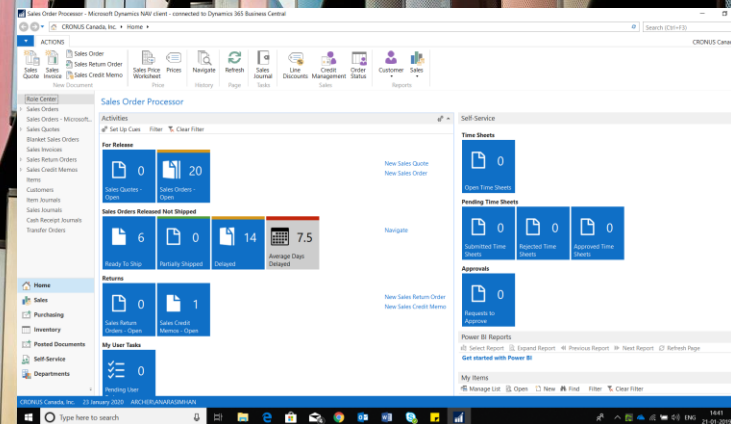 Sales Order Processor - Microsoft Dynamics NAV client - connected to Dynamics 365 Business Central
CRONUS Canada, Inc. Home
Search (Ctrl+F3)
ACTIONS
CRONUS Cana
Sales Quote
Sales Invoice
Sales Order
Sales Return Order
Sales Credit Memo
New Document
Sales Price Worksheet
Prices
Price
Navigate
History
Refresh
Page
Sales Journal
Tasks
Line Discounts
Credit Management
Order Status
Sales
Customer
Sales
Reports
Role Center
Sales Orders
Sales Orders - Microsoft...
Sales Quotes
Blanket Sales Orders
Sales Invoices
Sales Return Orders
Sales Credit Memos
Items
Customers
Item Journals
Sales Journals
Cash Receipt Journals
Transfer Orders
Home
Sales
Purchasing
Inventory
Posted Documents
Self-Service
Departments
Sales Order Processor
Activities
Set Up Cues Filter Clear Filter
For Release
0
Sales Quotes - Open
20
Sales Orders - Open
New Sales Quote
New Sales Order
Sales Orders Released Not Shipped
6
Ready To Ship
0
Partially Shipped
14
Delayed
7.5
Average Days Delayed
Navigate
Returns
0
Sales Return Orders - Open
1
Sales Credit Memos - Open
New Sales Return Order
New Sales Credit Memo
My User Tasks
0
Pending User
Self-Service
Time Sheets
0
Open Time Sheets
Pending Time Sheets
0
Submitted Time Sheets
0
Rejected Time Sheets
0
Approved Time Sheets
Approvals
0
Requests to Approve
Power BI Reports
Select Report Expand Report Previous Report Next Report Refresh Page
Get started with Power BI
My Items
Manage List Open New Find Filter Clear Filter
CRONUS Canada, Inc. 23 January 2020 ARCHERLANARASIMHAN
Type here to search
ENG
14:41
21-01-2019